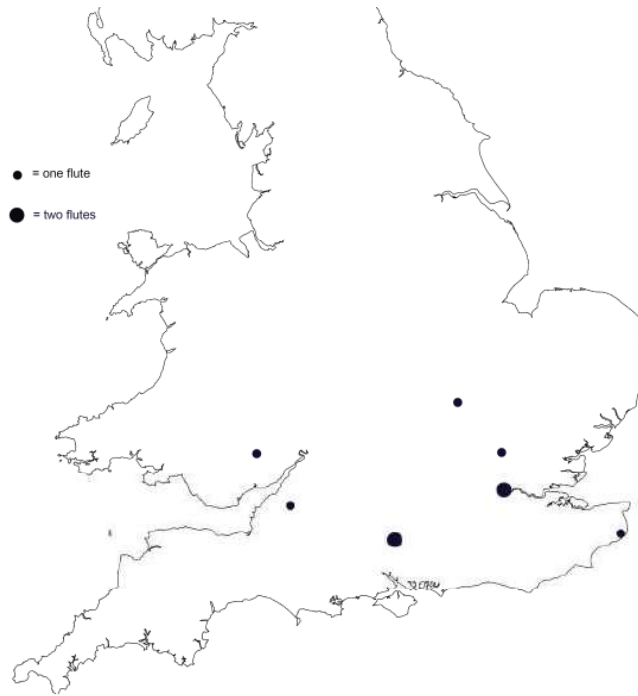 = one flute
= two flutes